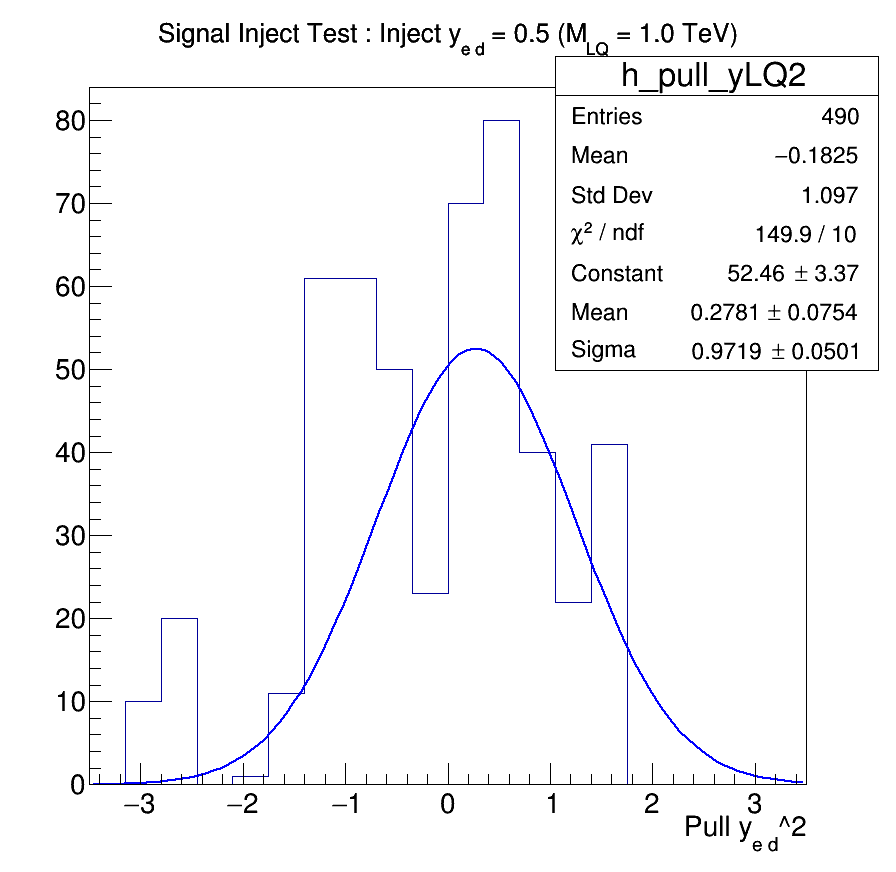 Signal Inject Test : Inject y_{e d} = 0.5 (M_{LQ} = 1.0 TeV)
h_pull_yLQ2
Entries 490
Mean −0.1825
Std Dev 1.097
χ² / ndf 149.9 / 10
Constant 52.46 ± 3.37
Mean 0.2781 ± 0.0754
Sigma 0.9719 ± 0.0501
80
70
60
50
40
30
20
10
0
−3 −2 −1 0 1 2 3
Pull y_{e d}^2